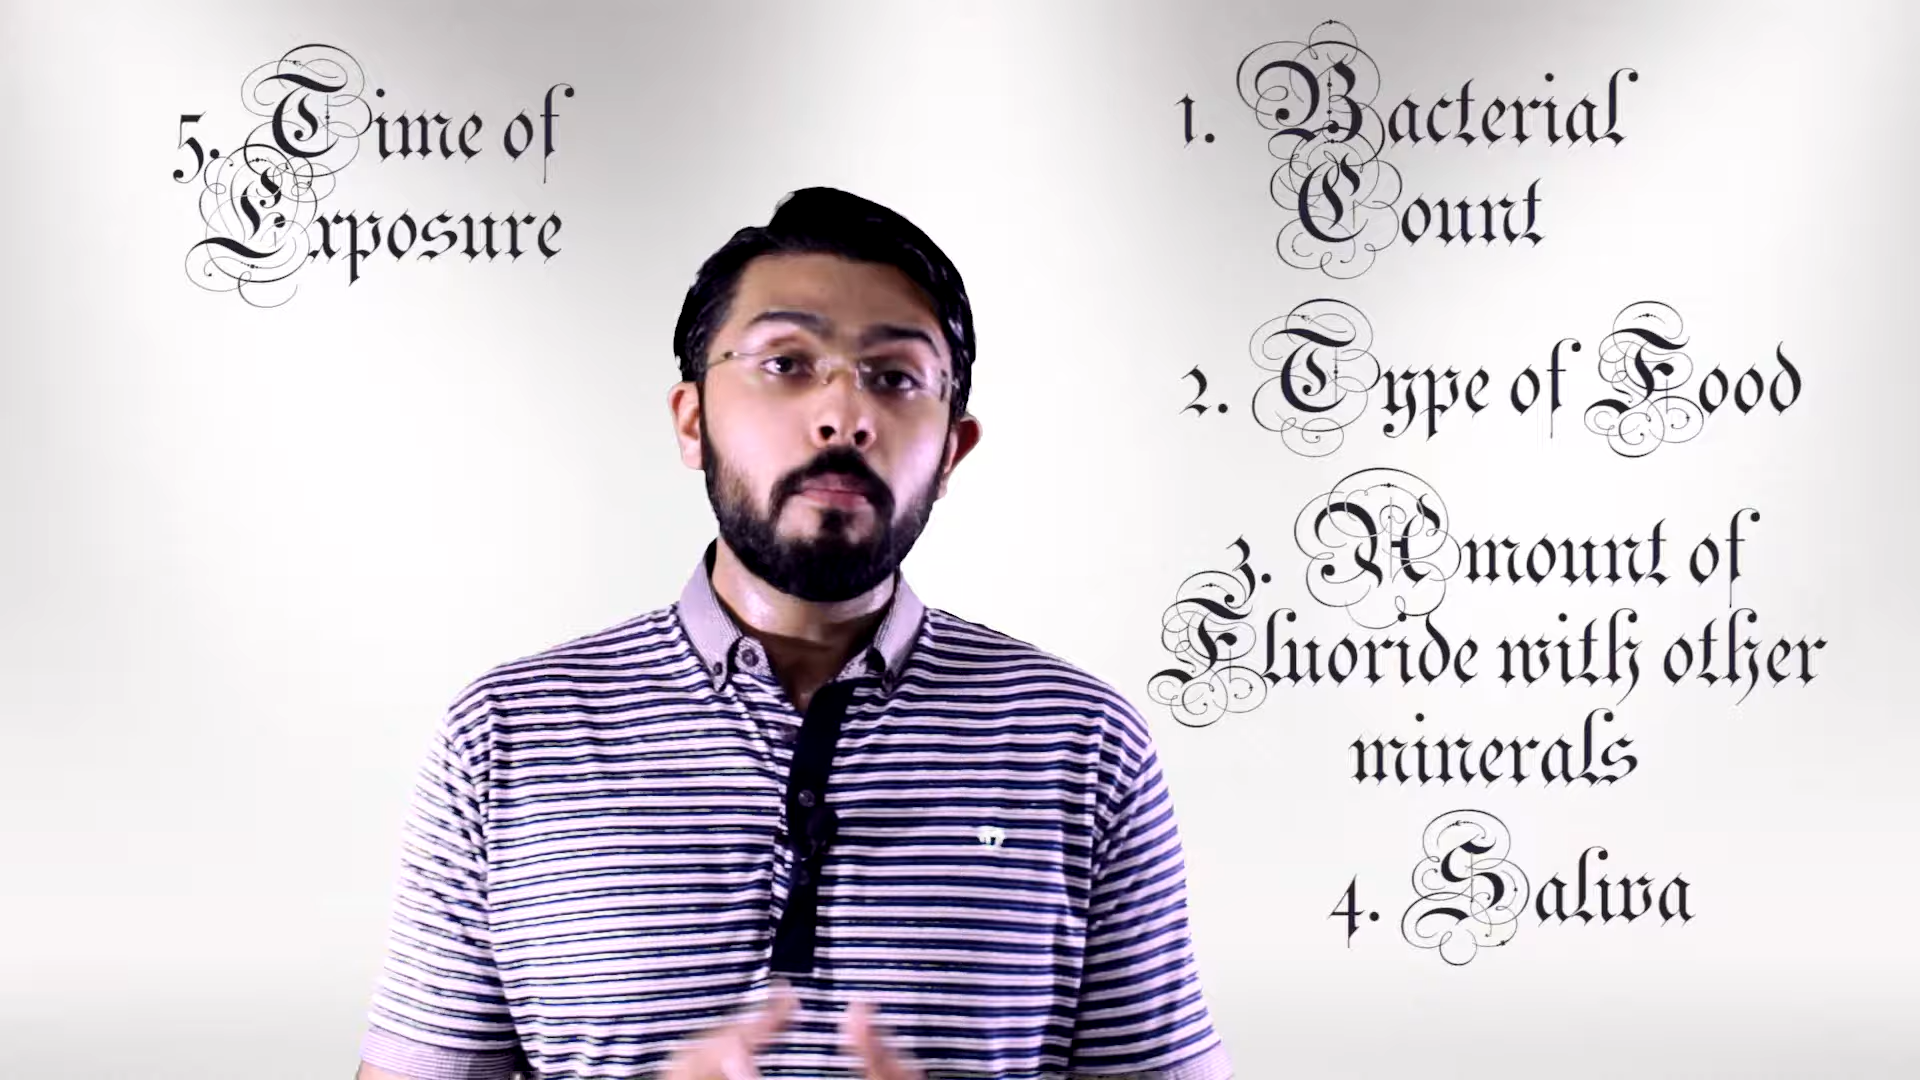 1. Bacterial
Count
2. Type of Food
3. Amount of
Fluoride with other
minerals
4. Saliva
5. Time of
Exposure